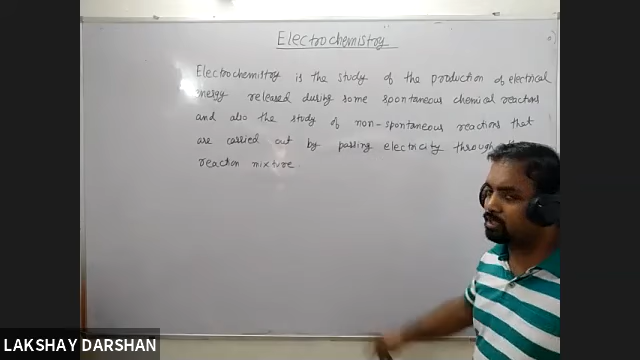 Electrochemistry
Electrochemistry is the study of the production of electrical
energy released during some spontaneous chemical reactions
and also the study of non-spontaneous reactions that
are carried out by passing electricity through
reaction mixture.
LAKSHAY DARSHAN